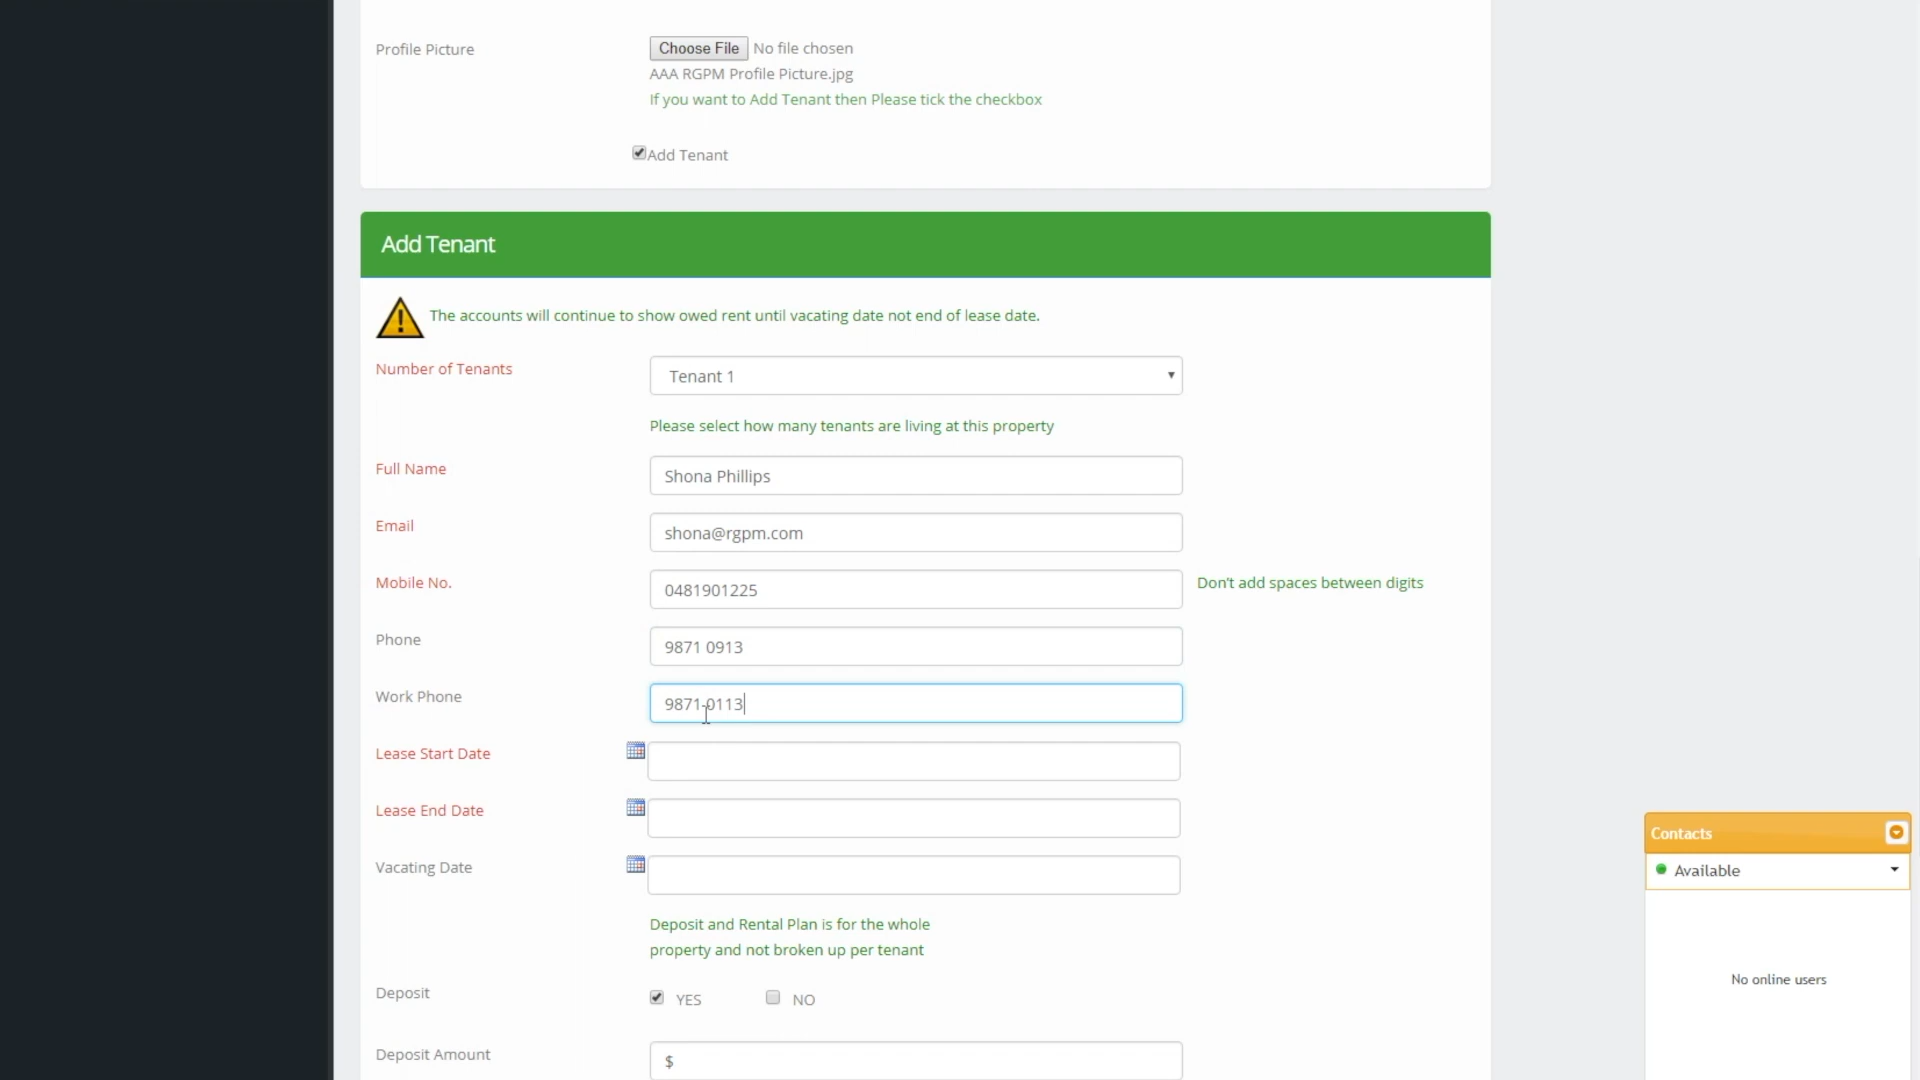 Profile Picture
Choose File No file chosen
AAA RGPM Profile Picture.jpg
If you want to Add Tenant then Please tick the checkbox
Add Tenant
Add Tenant
The accounts will continue to show owed rent until vacating date not end of lease date.
Number of Tenants
Tenant 1
Please select how many tenants are living at this property
Full Name
Shona Phillips
Email
shona@rgpm.com
Mobile No.
0481901225
Don't add spaces between digits
Phone
9871 0913
Work Phone
9871-0113
Lease Start Date
Lease End Date
Vacating Date
Deposit and Rental Plan is for the whole
property and not broken up per tenant
Deposit
YES
NO
Deposit Amount
$
Contacts
Available
No online users